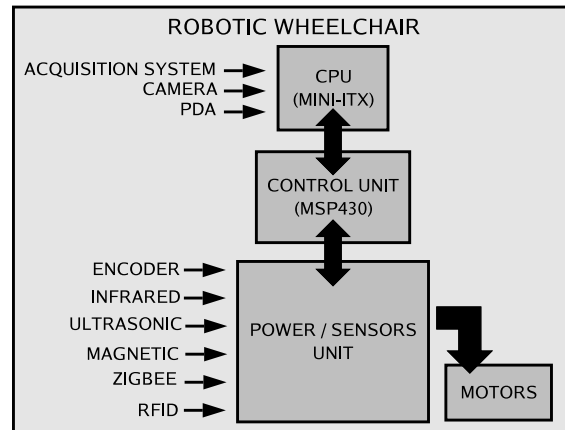 ROBOTIC WHEELCHAIR
ACQUISITION SYSTEM
CAMERA
PDA
CPU
(MINI-ITX)
CONTROL UNIT
(MSP430)
ENCODER
INFRARED
ULTRASONIC
MAGNETIC
ZIGBEE
RFID
POWER / SENSORS
UNIT
MOTORS